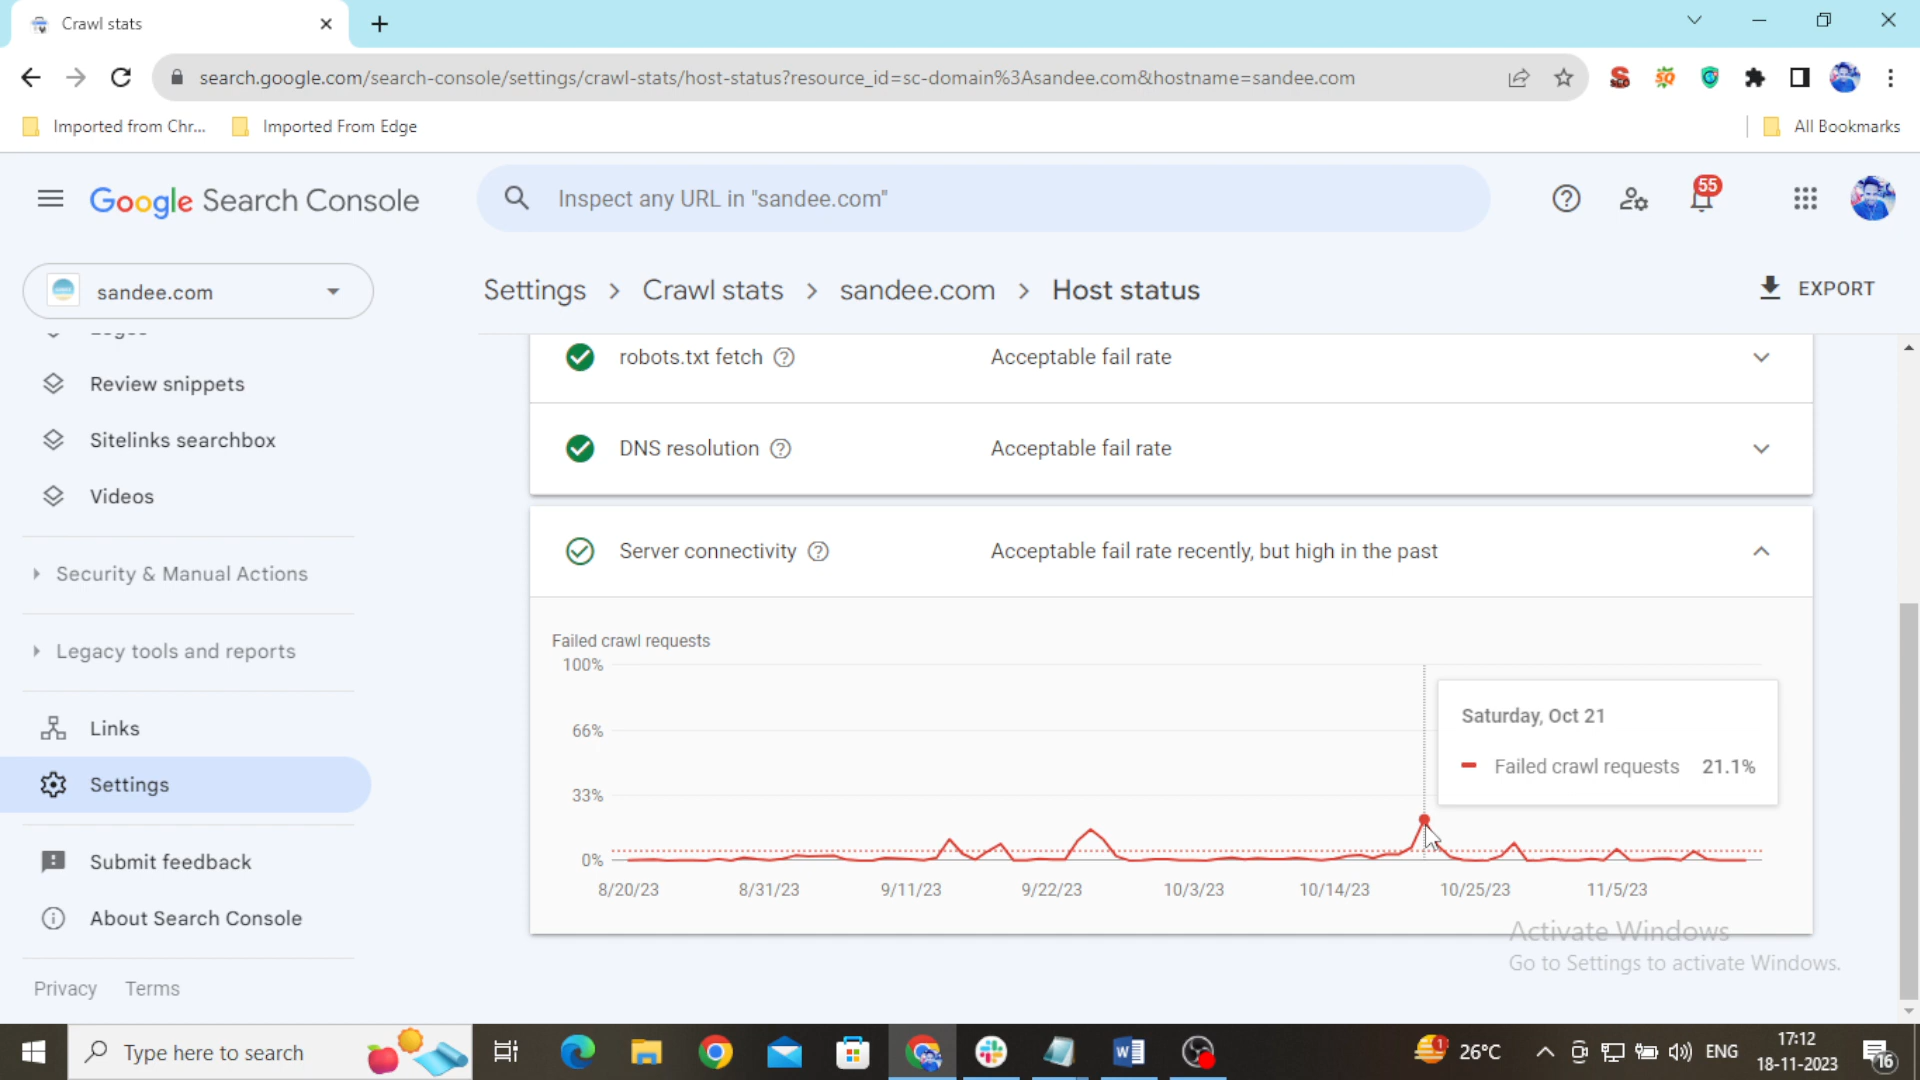 Crawl stats
search.google.com/search-console/settings/crawl-stats/host-status?resource_id=sc-domain%3Asandee.com&hostname=sandee.com
Imported from Chr...
Imported From Edge
All Bookmarks
Google Search Console
Inspect any URL in "sandee.com"
55
sandee.com
Settings > Crawl stats > sandee.com > Host status
EXPORT
Review snippets
Sitelinks searchbox
Videos
Security & Manual Actions
Legacy tools and reports
Links
Settings
Submit feedback
About Search Console
Privacy Terms
robots.txt fetch Acceptable fail rate
DNS resolution Acceptable fail rate
Server connectivity Acceptable fail rate recently, but high in the past
Failed crawl requests
100%
66%
33%
0%
8/20/23 8/31/23 9/11/23 9/22/23 10/3/23 10/14/23 10/25/23 11/5/23
Saturday, Oct 21
Failed crawl requests 21.1%
Activate Windows
Go to Settings to activate Windows.
Type here to search
1
26°C
ENG
17:12
18-11-2023
16